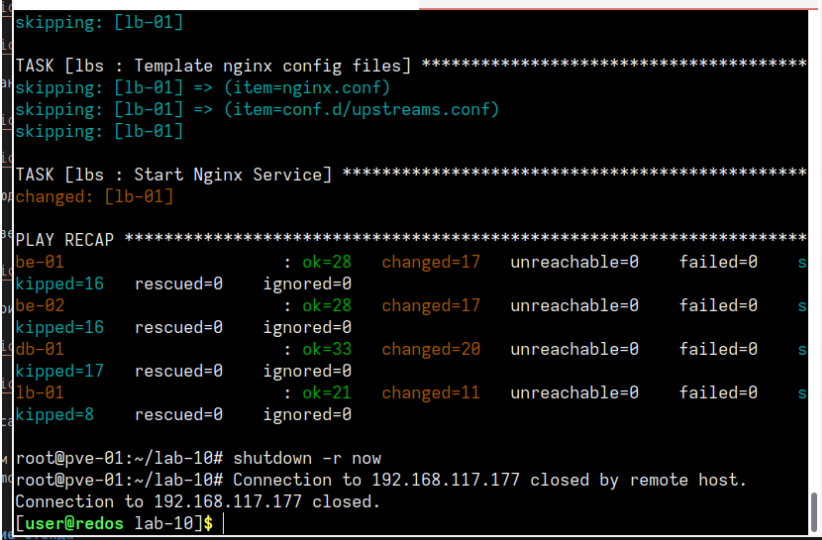 skipping: [lb-01]
TASK [lbs : Template nginx config files] ***************************************
skipping: [lb-01] => (item=nginx.conf)
skipping: [lb-01] => (item=conf.d/upstreams.conf)
skipping: [lb-01]
TASK [lbs : Start Nginx Service] ***********************************************
changed: [lb-01]
PLAY RECAP *********************************************************************
be-01                      : ok=28   changed=17   unreachable=0    failed=0    s
kipped=16   rescued=0    ignored=0
be-02                      : ok=28   changed=17   unreachable=0    failed=0    s
kipped=16   rescued=0    ignored=0
db-01                      : ok=33   changed=20   unreachable=0    failed=0    s
kipped=17   rescued=0    ignored=0
lb-01                      : ok=21   changed=11   unreachable=0    failed=0    s
kipped=8    rescued=0    ignored=0
root@pve-01:~/lab-10# shutdown -r now
root@pve-01:~/lab-10# Connection to 192.168.117.177 closed by remote host.
Connection to 192.168.117.177 closed.
[user@redos lab-10]$